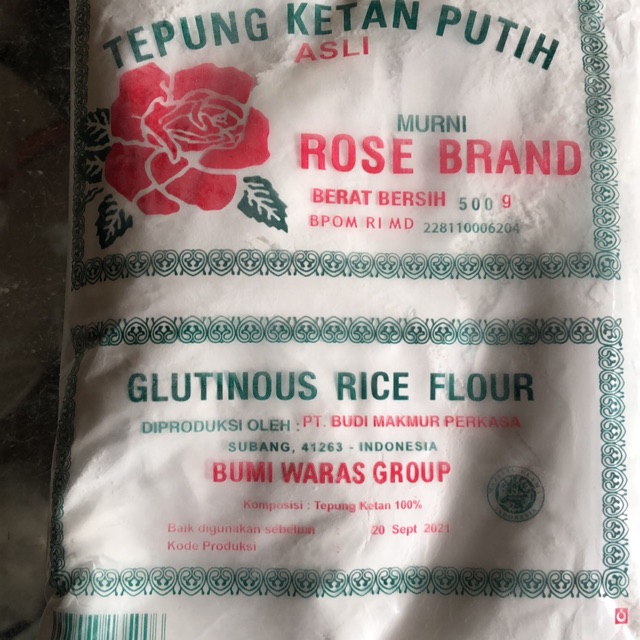 TEPUNG KETAN PUTIH
ASLI
MURNI
ROSE BRAND
BERAT BERSIH 500 g
BPOM RI MD 228110006204
GLUTINOUS RICE FLOUR
DIPRODUKSI OLEH : PT. BUDI MAKMUR PERKASA
SUBANG, 41263 - INDONESIA
BUMI WARAS GROUP
Komposisi : Tepung Ketan 100%
Baik digunakan sebelum : 20 Sept 2021
Kode Produksi